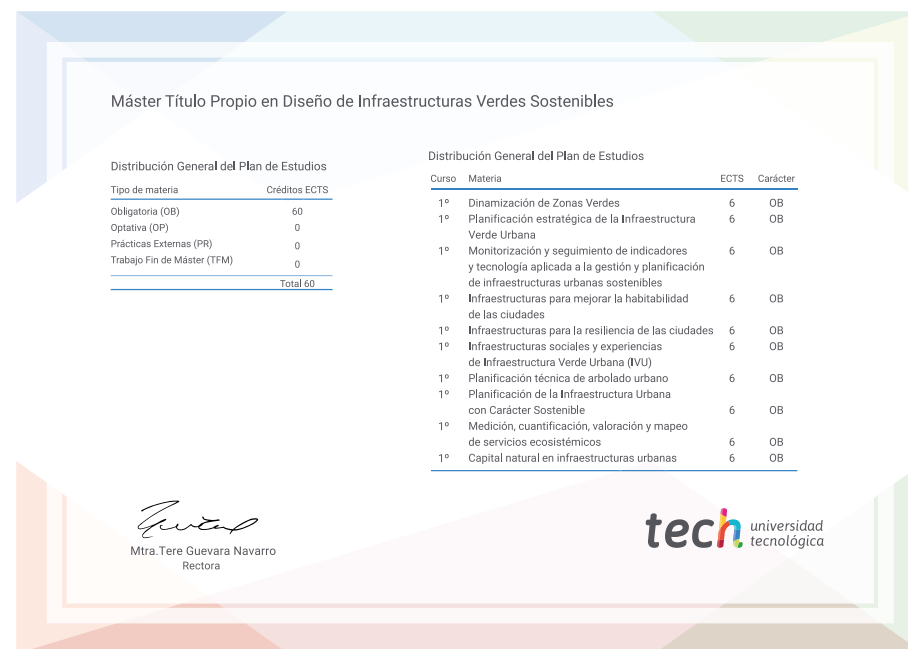 Máster Título Propio en Diseño de Infraestructuras Verdes Sostenibles
Distribución General del Plan de Estudios
Tipo de materia Créditos ECTS
Obligatoria (OB) 60
Optativa (OP) 0
Prácticas Externas (PR) 0
Trabajo Fin de Máster (TFM) 0
Total 60
Distribución General del Plan de Estudios
Curso Materia ECTS Carácter
1º Dinamización de Zonas Verdes 6 OB
1º Planificación estratégica de la Infraestructura 6 OB
Verde Urbana
1º Monitorización y seguimiento de indicadores 6 OB
y tecnología aplicada a la gestión y planificación
de infraestructuras urbanas sostenibles
1º Infraestructuras para mejorar la habitabilidad 6 OB
de las ciudades
1º Infraestructuras para la resiliencia de las ciudades 6 OB
1º Infraestructuras sociales y experiencias 6 OB
de Infraestructura Verde Urbana (IVU)
1º Planificación técnica de arbolado urbano 6 OB
1º Planificación de la Infraestructura Urbana
con Carácter Sostenible 6 OB
1º Medición, cuantificación, valoración y mapeo
de servicios ecosistémicos 6 OB
1º Capital natural en infraestructuras urbanas 6 OB
Mtra.Tere Guevara Navarro
Rectora
tech universidad
tecnológica